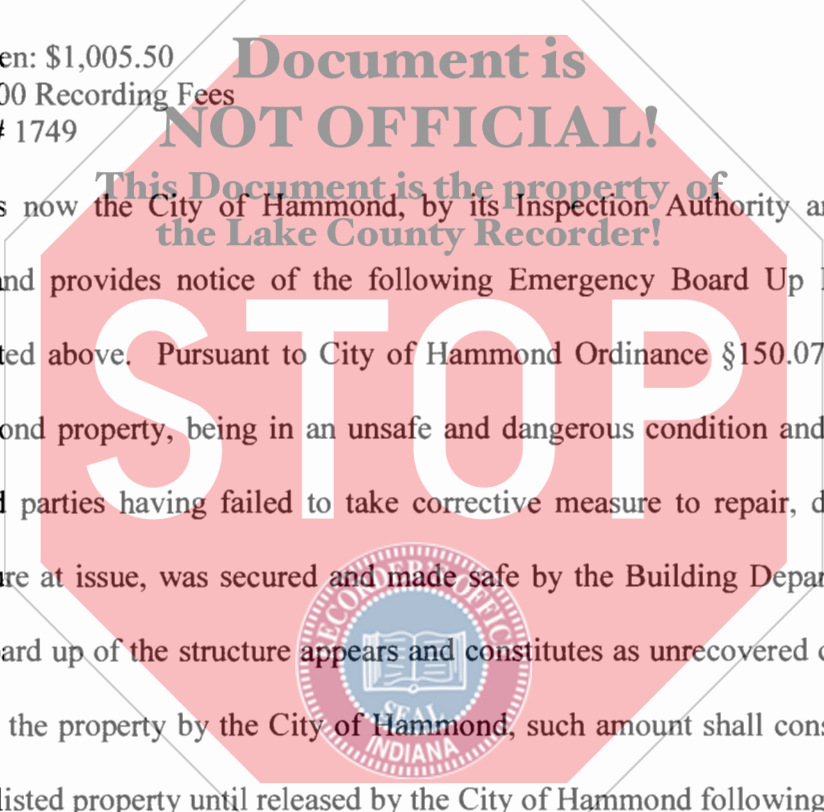 en: $1,005.50
00 Recording Fees
# 1749
Document is
NOT OFFICIAL!
This Document is the property of
the Lake County Recorder!
s now the City of Hammond, by its Inspection Authority a
and provides notice of the following Emergency Board Up
ted above. Pursuant to City of Hammond Ordinance §150.07
ond property, being in an unsafe and dangerous condition and
d parties having failed to take corrective measure to repair, d
STOP
re at issue, was secured and made safe by the Building Depar
ard up of the structure appears and constitutes as unrecovered c
the property by the City of Hammond, such amount shall cons
listed property until released by the City of Hammond following
RECORDER'S OFFIC
SEAL
INDIANA